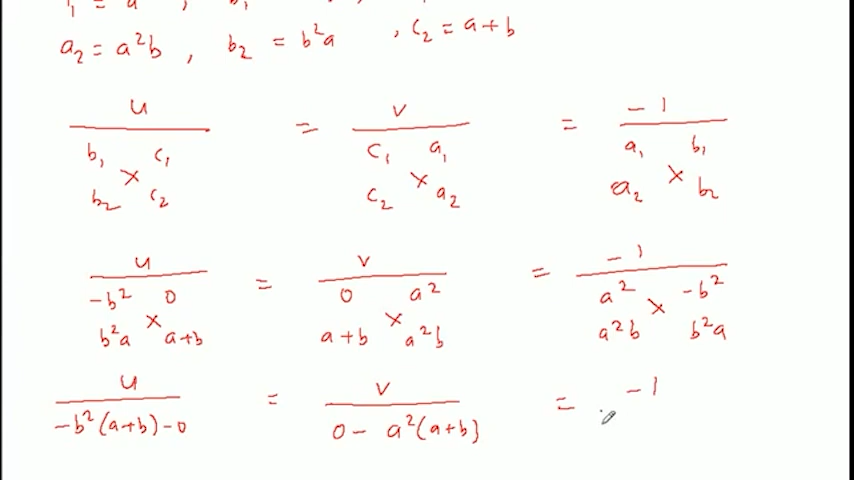 a₂ = a²b , b₂ = b²a , c₂ = a+b
u = v = -1
b₁ c₁ c₁ a₁ a₁ b₁
× × ×
b₂ c₂ c₂ a₂ a₂ b₂
u = v = -1
-b² 0 0 a² a² -b²
× × ×
b²a a+b a+b a²b a²b b²a
u = v = -1
-b²(a+b)-0 0- a²(a+b)